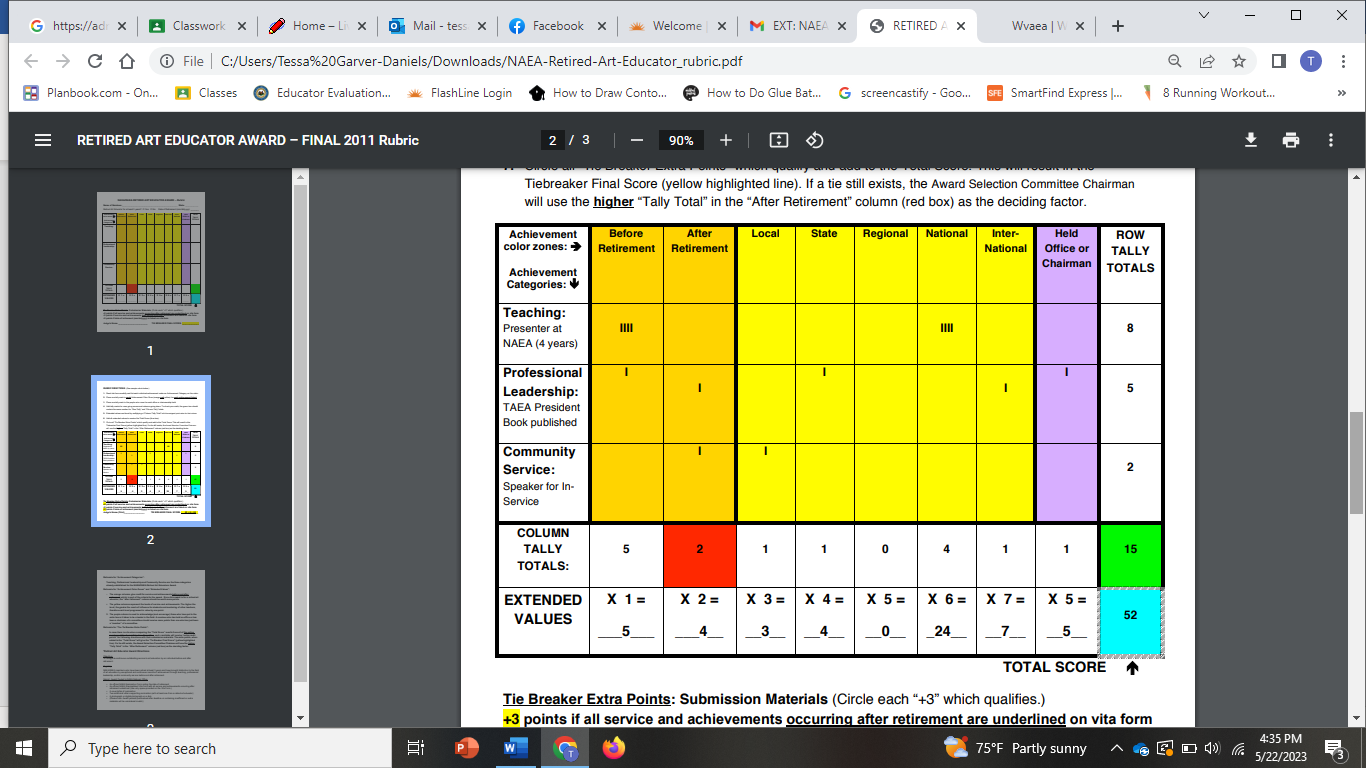 https://adr
Classwork
Home – Li
Mail - tess
Facebook
Welcome |
EXT: NAEA
RETIRED A
Wvaea | W
File | C:/Users/Tessa%20Garver-Daniels/Downloads/NAEA-Retired-Art-Educator_rubric.pdf
T
Planbook.com - On...
Classes
Educator Evaluation...
FlashLine Login
How to Draw Conto...
How to Do Glue Bat...
screencastify - Goo...
SFE
SmartFind Express |...
8 Running Workout...
RETIRED ART EDUCATOR AWARD – FINAL 2011 Rubric
2 / 3
90%
1
2
Tiebreaker Final Score (yellow highlighted line). If a tie still exists, the Award Selection Committee Chairman
will use the higher “Tally Total” in the “After Retirement” column (red box) as the deciding factor.
Achievement color zones: → Achievement Categories: ↓
Before Retirement
After Retirement
Local
State
Regional
National
Inter-National
Held Office or Chairman
ROW TALLY TOTALS
Teaching:
Presenter at
NAEA (4 years)
IIII IIII 8
Professional
Leadership:
TAEA President
Book published
I I I I I 5
Community
Service:
Speaker for In-
Service
I I 2
COLUMN TALLY TOTALS: 5 2 1 1 0 4 1 1 15
EXTENDED VALUES
X 1 = X 2 = X 3 = X 4 = X 5 = X 6 = X 7 = X 5 =
__5___ ___4__ __3__ __4__ 0__ _24__ __7__ __5__ 52
TOTAL SCORE ↑
Tie Breaker Extra Points: Submission Materials (Circle each “+3” which qualifies.)
+3 points if all service and achievements occurring after retirement are underlined on vita form
Type here to search
75°F Partly sunny
4:35 PM
5/22/2023
3